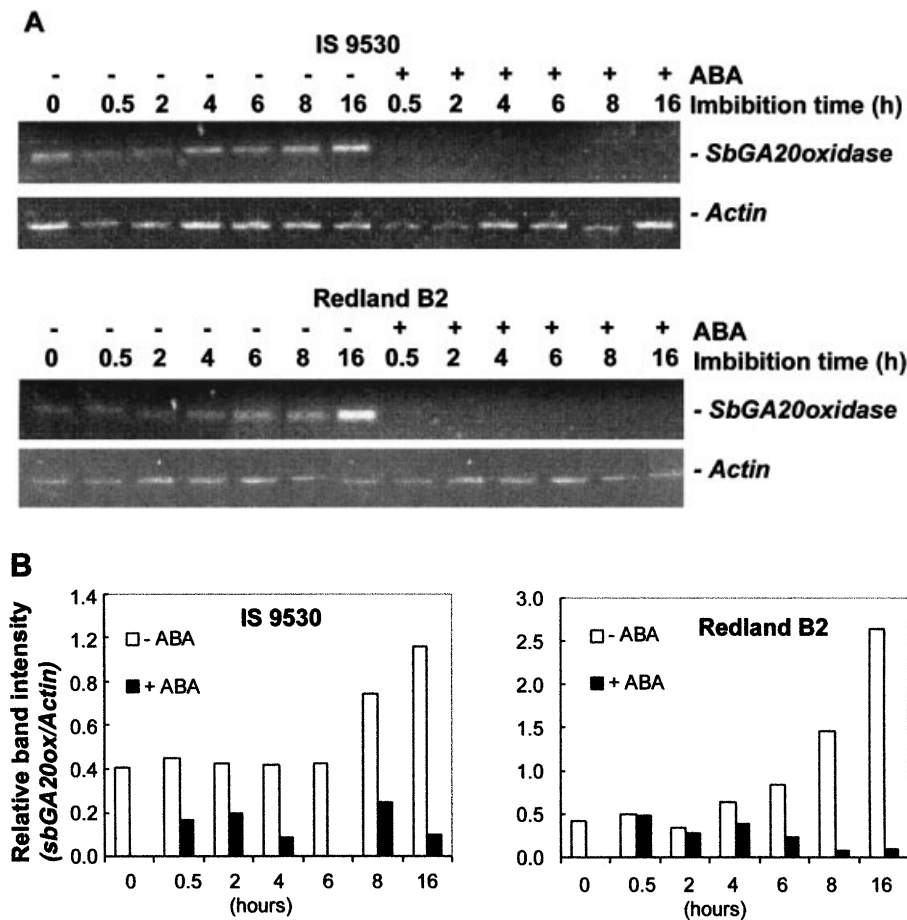 A
IS 9530
- - - - - - - + + + + + + ABA
0 0.5 2 4 6 8 16 0.5 2 4 6 8 16 Imbibition time (h)
- SbGA20oxidase
- Actin
Redland B2
- - - - - - - + + + + + + ABA
0 0.5 2 4 6 8 16 0.5 2 4 6 8 16 Imbibition time (h)
- SbGA20oxidase
- Actin
B
Relative band intensity
(sbGA20ox/Actin)
1.4
1.2
0.8
0.4
0.2
0.0
IS 9530
- ABA
+ ABA
0 0.5 2 4 6 8 16
(hours)
3.0
2.5
2.0
1.5
1.0
0.5
0.0
Redland B2
- ABA
+ ABA
0 0.5 2 4 6 8 16
(hours)